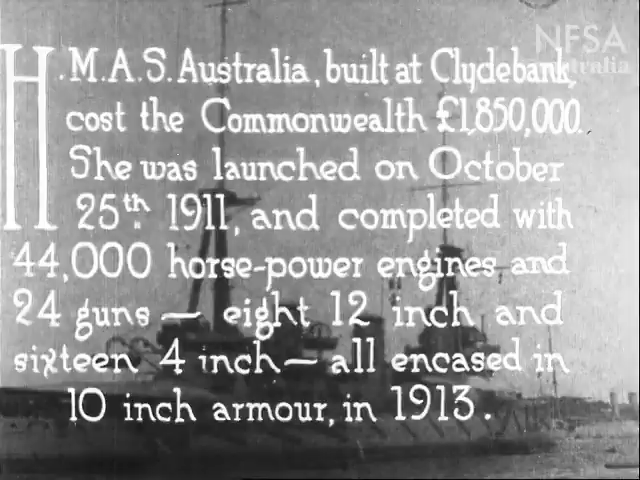 NFSA
Australia
H.M.A.S. Australia, built at Clydebank,
cost the Commonwealth £1,850,000.
She was launched on October
25th. 1911, and completed with
44,000 horse-power engines and
24 guns — eight 12 inch and
sixteen 4 inch — all encased in
10 inch armour, in 1913.